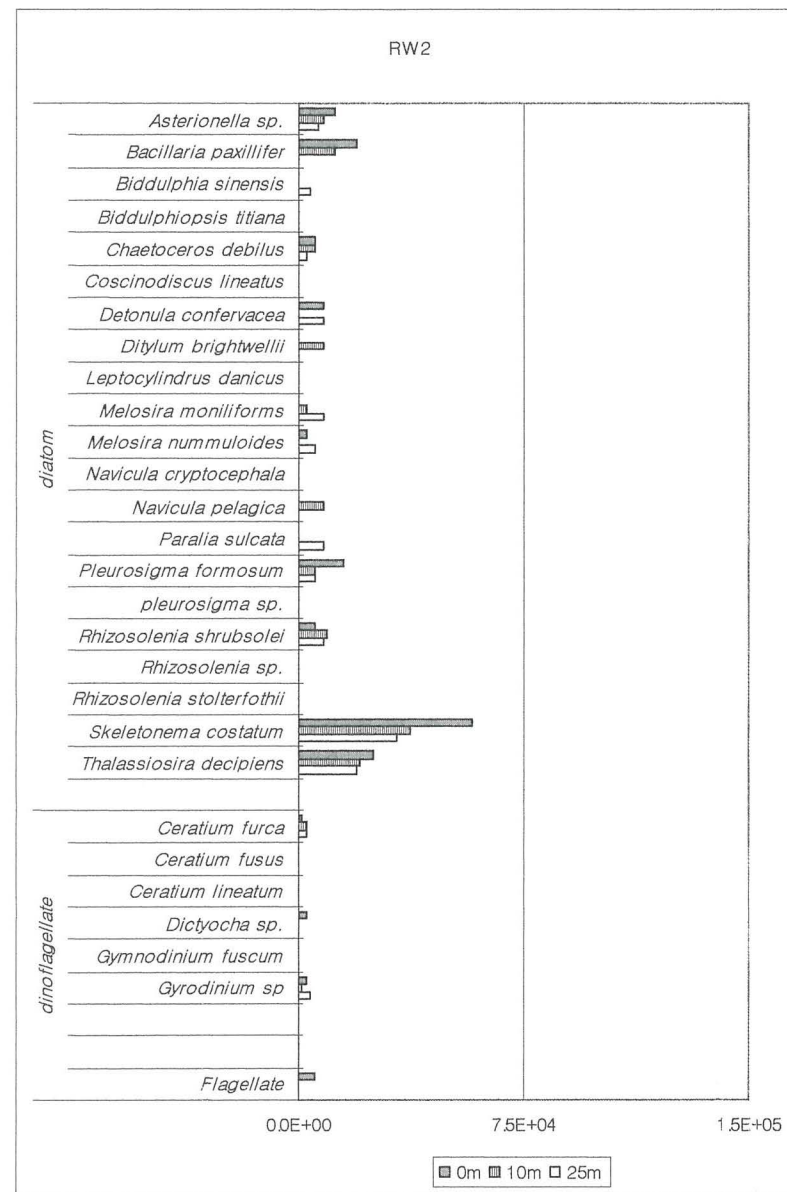 RW2
Asterionella sp.
Bacillaria paxillifer
Biddulphia sinensis
Biddulphiopsis titiana
Chaetoceros debilus
Coscinodiscus lineatus
Detonula confervacea
Ditylum brightwellii
Leptocylindrus danicus
Melosira moniliforms
Melosira nummuloides
Navicula cryptocephala
Navicula pelagica
Paralia sulcata
Pleurosigma formosum
pleurosigma sp.
Rhizosolenia shrubsolei
Rhizosolenia sp.
Rhizosolenia stolterfothii
Skeletonema costatum
Thalassiosira decipiens
diatom
Ceratium furca
Ceratium fusus
Ceratium lineatum
Dictyocha sp.
Gymnodinium fuscum
Gyrodinium sp
dinoflagellate
Flagellate
0.0E+00 7.5E+04 1.5E+05
0m 10m 25m